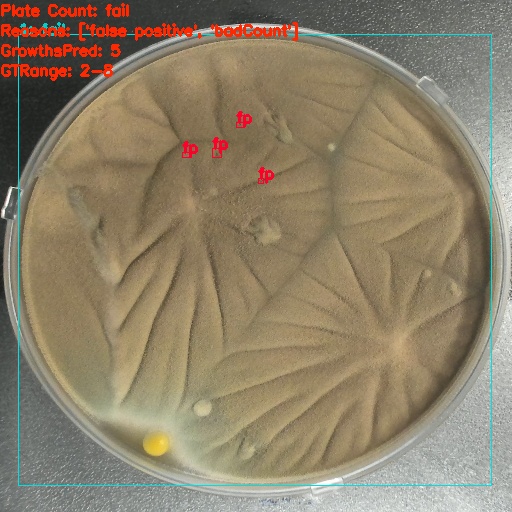 Plate Count: fail
Reasons: ['false positive', 'badCount']
GrowthsPred: 5
GTRange: 2-8
fp
fp
fp
fp